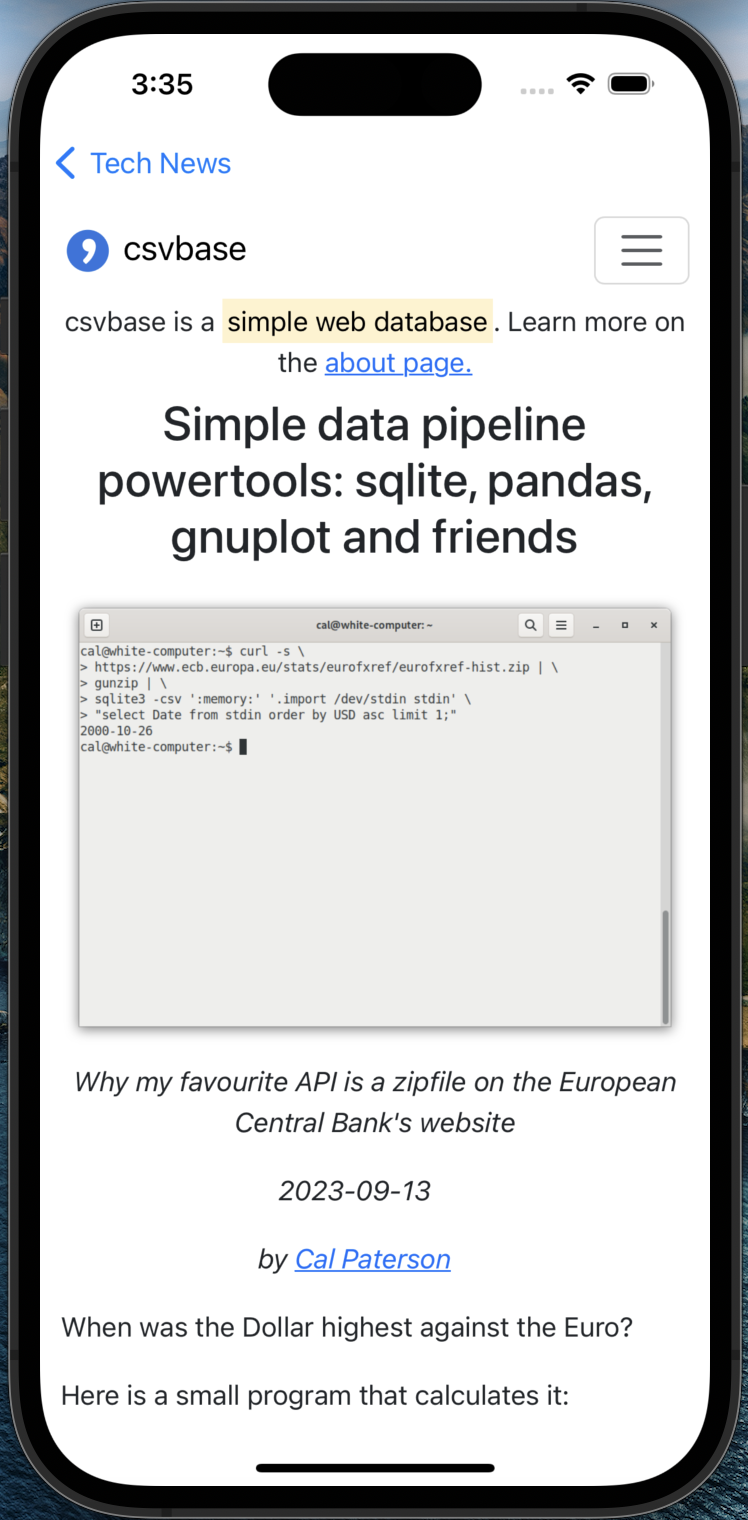 3:35
Tech News
csvbase
csvbase is a simple web database. Learn more on
the about page.
Simple data pipeline
powertools: sqlite, pandas,
gnuplot and friends
cal@white-computer: ~
cal@white-computer:~$ curl -s \
> https://www.ecb.europa.eu/stats/eurofxref/eurofxref-hist.zip | \
> gunzip | \
> sqlite3 -csv ':memory:' '.import /dev/stdin stdin' \
> "select Date from stdin order by USD asc limit 1;"
2000-10-26
cal@white-computer:~$
Why my favourite API is a zipfile on the European
Central Bank's website
2023-09-13
by Cal Paterson
When was the Dollar highest against the Euro?
Here is a small program that calculates it: